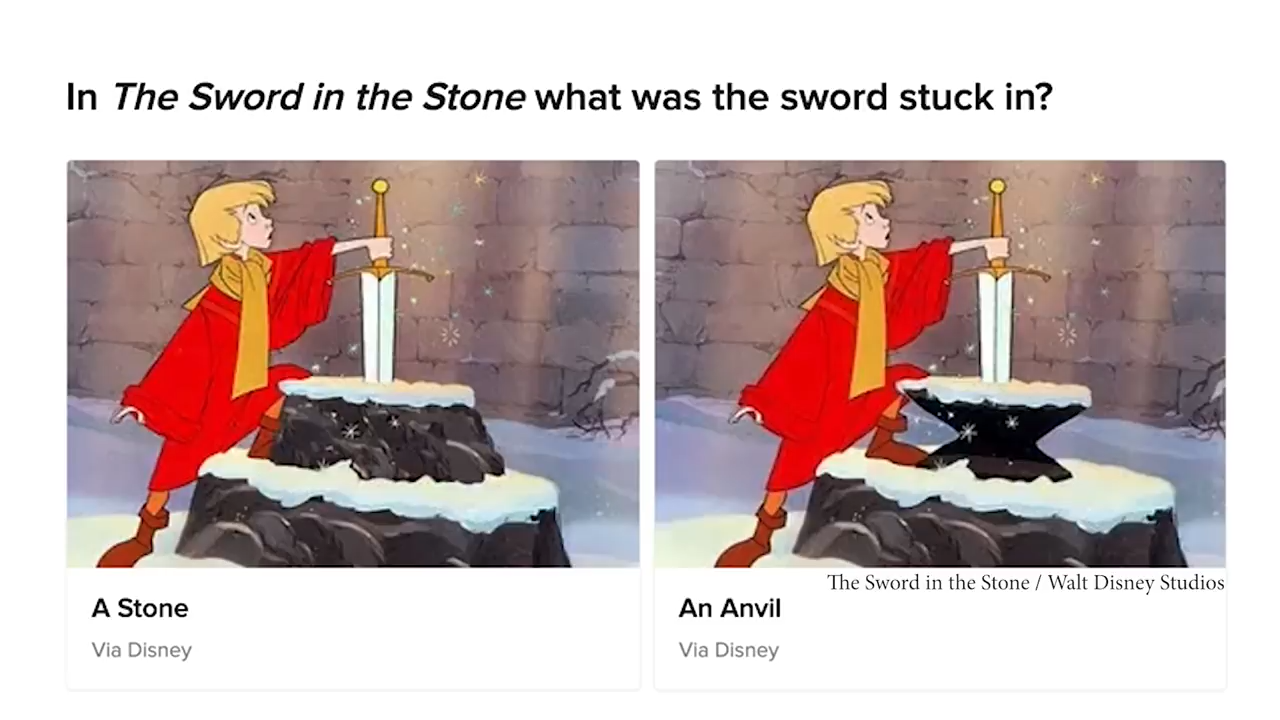 In The Sword in the Stone what was the sword stuck in?
The Sword in the Stone / Walt Disney Studios
A Stone
An Anvil
Via Disney
Via Disney